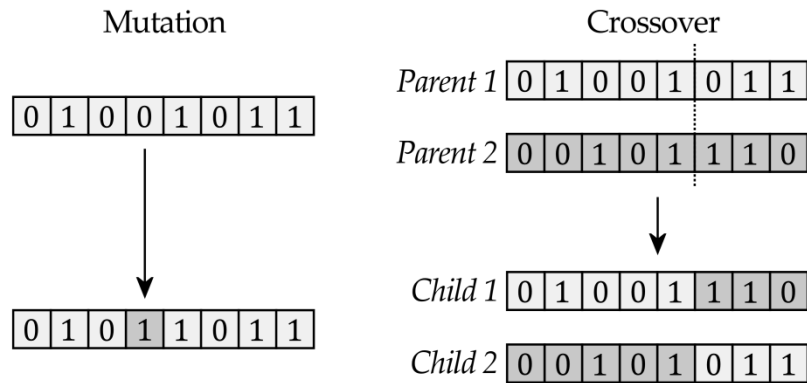 Mutation
0 1 0 0 1 0 1 1
0 1 0 1 1 0 1 1
Crossover
Parent 1 0 1 0 0 1 0 1 1
Parent 2 0 0 1 0 1 1 1 0
Child 1 0 1 0 0 1 1 1 0
Child 2 0 0 1 0 1 0 1 1